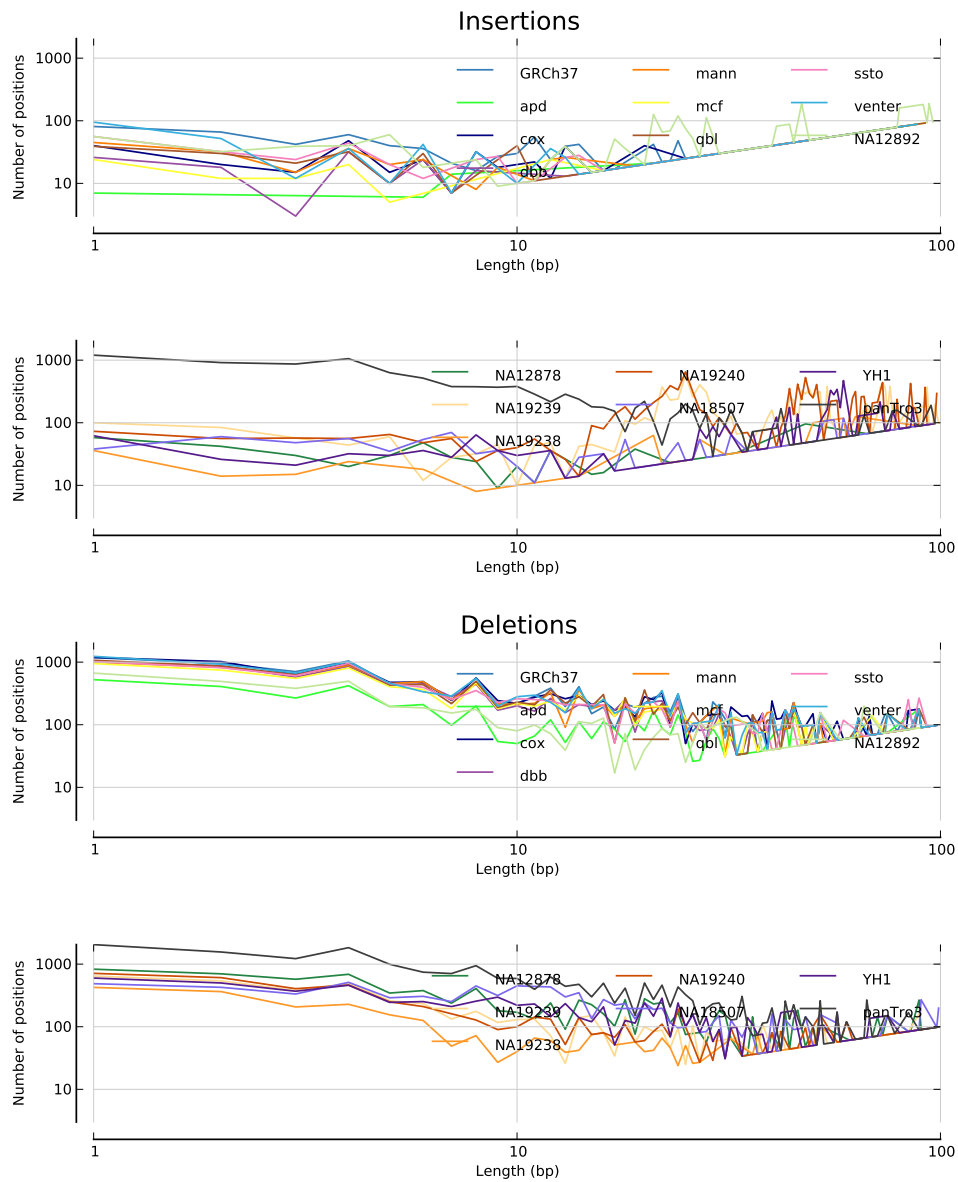 Insertions
Number of positions
1000
100
10
GRCh37 mann ssto
apd mcf venter
cox qbl NA12892
dbb
1 10 100
Length (bp)
Number of positions
1000
100
10
NA12878 NA19240 YH1
NA19239 NA18507 panTro3
NA19238
1 10 100
Length (bp)
Deletions
Number of positions
1000
100
10
GRCh37 mann ssto
apd mcf venter
cox qbl NA12892
dbb
1 10 100
Length (bp)
Number of positions
1000
100
10
NA12878 NA19240 YH1
NA19239 NA18507 panTro3
NA19238
1 10 100
Length (bp)